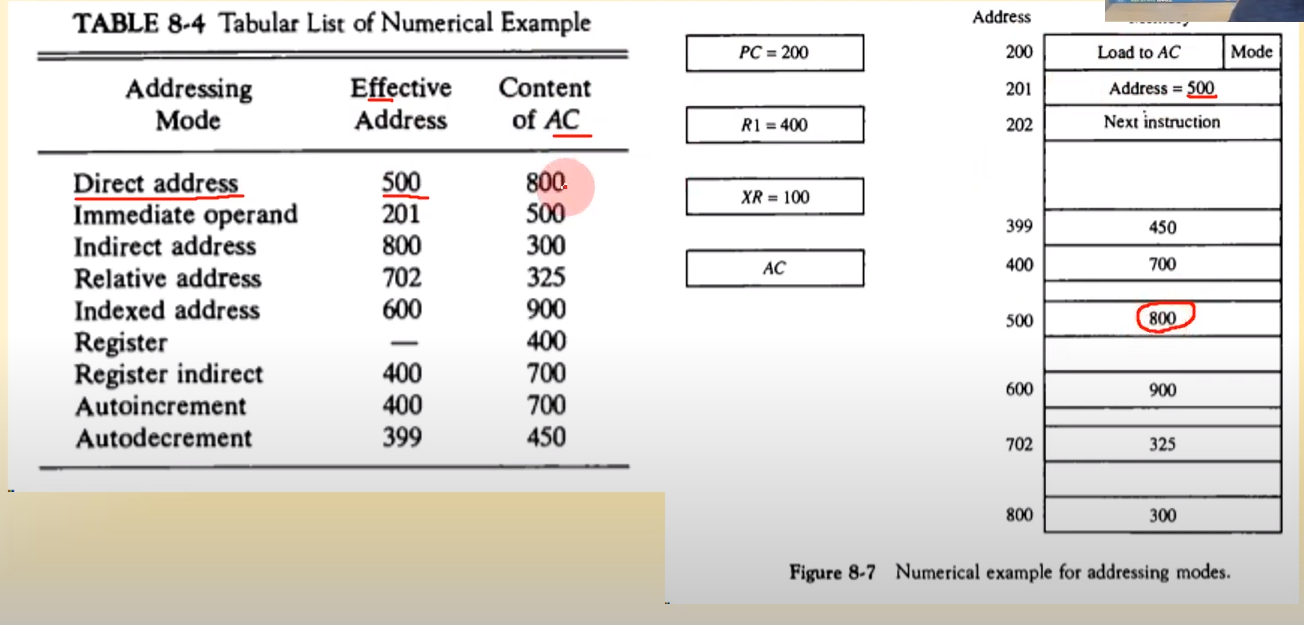 TABLE 8-4 Tabular List of Numerical Example
Addressing Mode Effective Address Content of AC
Direct address 500 800
Immediate operand 201 500
Indirect address 800 300
Relative address 702 325
Indexed address 600 900
Register — 400
Register indirect 400 700
Autoincrement 400 700
Autodecrement 399 450
PC = 200
R1 = 400
XR = 100
AC
Address
200 Load to AC Mode
201 Address = 500
202 Next instruction
399 450
400 700
500 800
600 900
702 325
800 300
Figure 8-7 Numerical example for addressing modes.